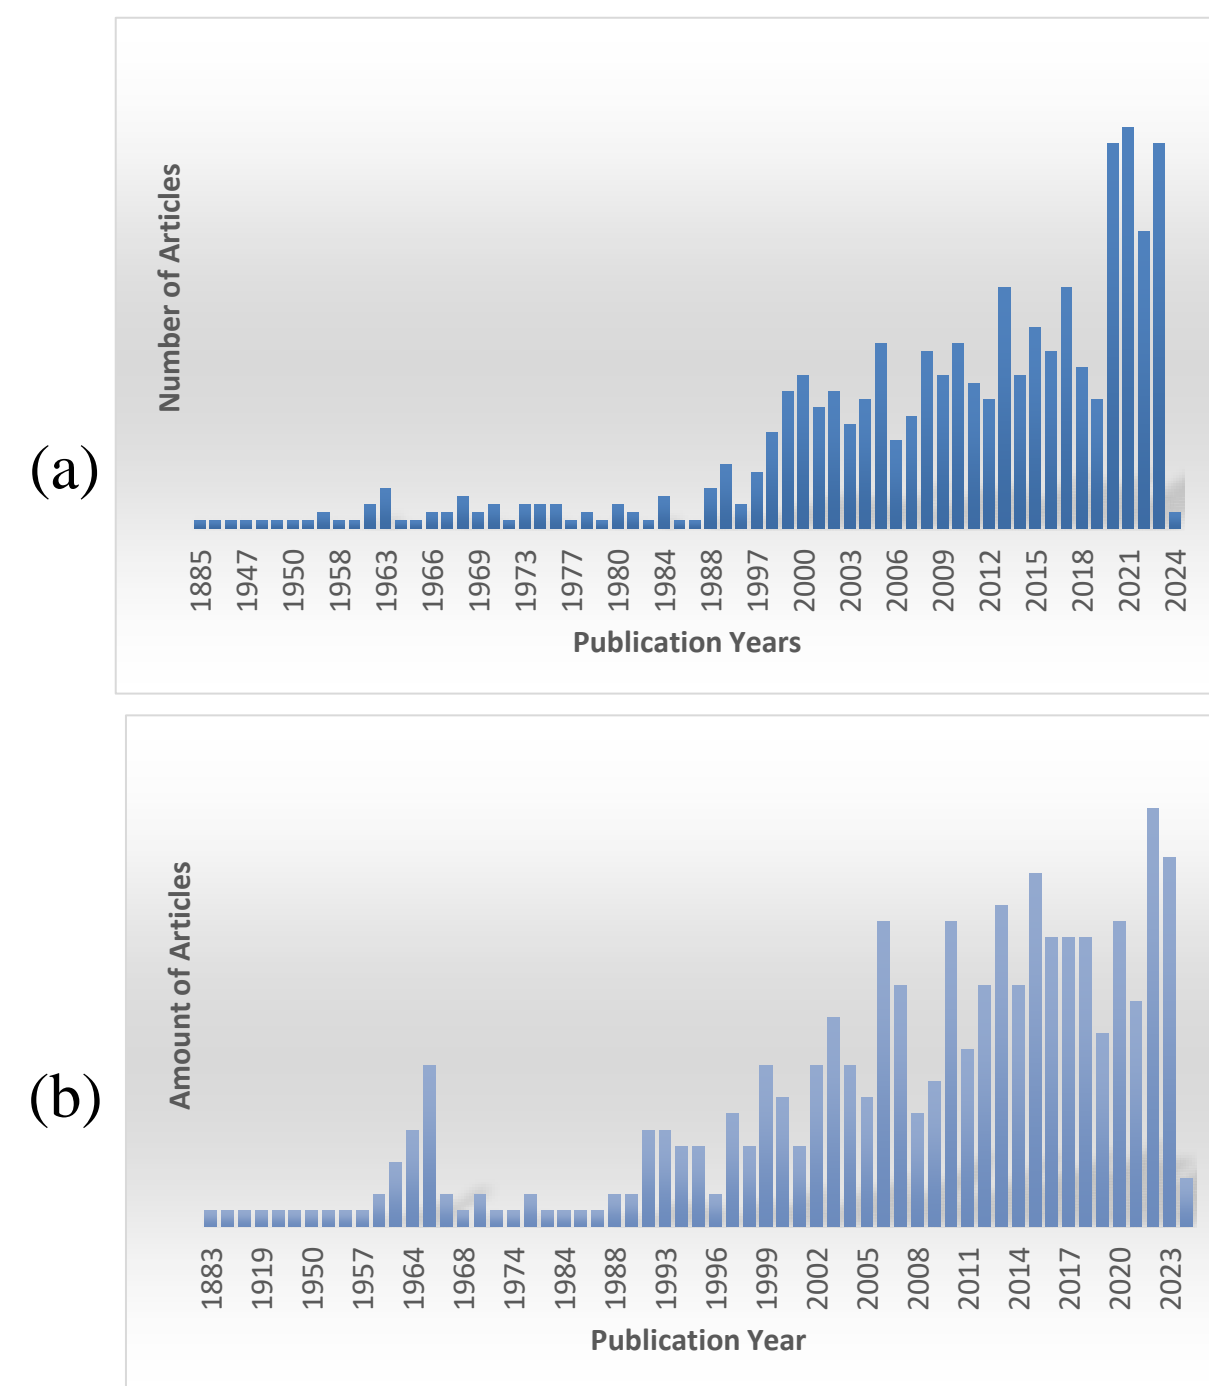 (a)
Number of Articles
1885 1947 1950 1958 1963 1966 1969 1973 1977 1980 1984 1988 1997 2000 2003 2006 2009 2012 2015 2018 2021 2024
Publication Years
(b)
Amount of Articles
1883 1919 1950 1957 1964 1968 1974 1984 1988 1993 1996 1999 2002 2005 2008 2011 2014 2017 2020 2023
Publication Year